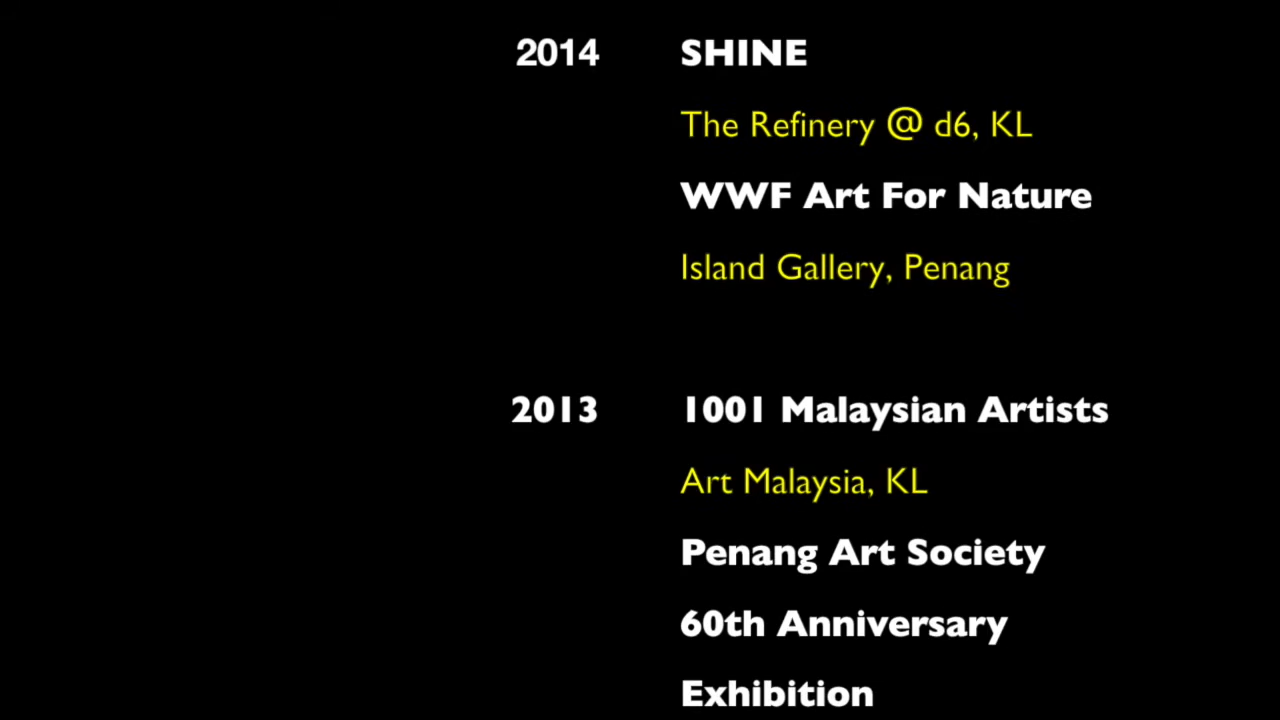 2014 SHINE
The Refinery @ d6, KL
WWF Art For Nature
Island Gallery, Penang
2013 1001 Malaysian Artists
Art Malaysia, KL
Penang Art Society
60th Anniversary
Exhibition